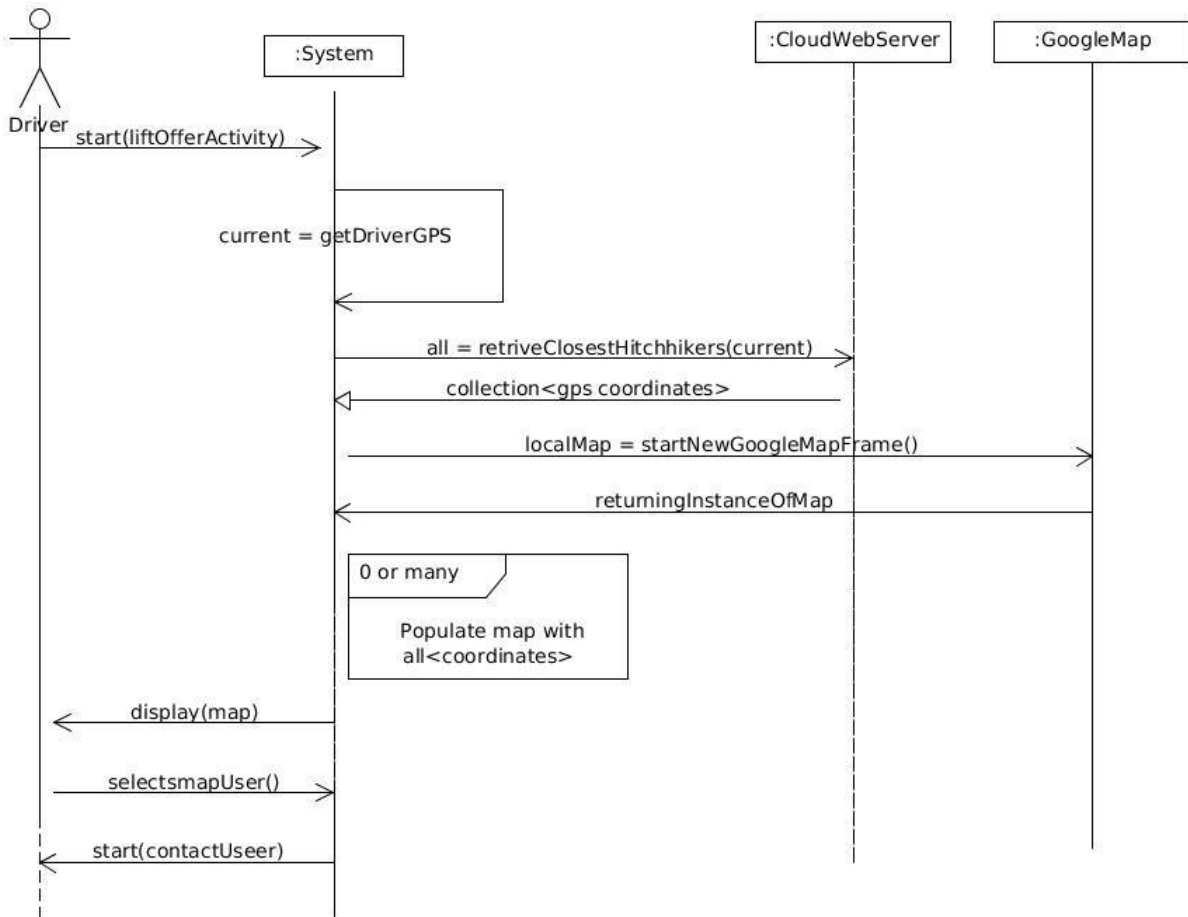 :System
:CloudWebServer
:GoogleMap
Driver
start(liftOfferActivity)
current = getDriverGPS
all = retriveClosestHitchhikers(current)
collection<gps coordinates>
localMap = startNewGoogleMapFrame()
returningInstanceOfMap
0 or many
Populate map with
all<coordinates>
display(map)
selectsmapUser()
start(contactUseer)